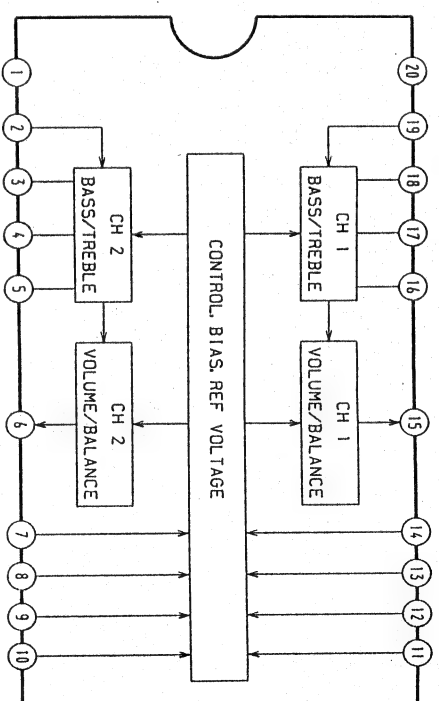 1
2
3
4
5
6
7
8
9
10
20
19
18
17
16
15
14
13
12
11
CH 2
BASS/TREBLE
CH 2
VOLUME/BALANCE
CONTROL. BIAS. REF VOLTAGE
CH 1
BASS/TREBLE
CH 1
VOLUME/BALANCE